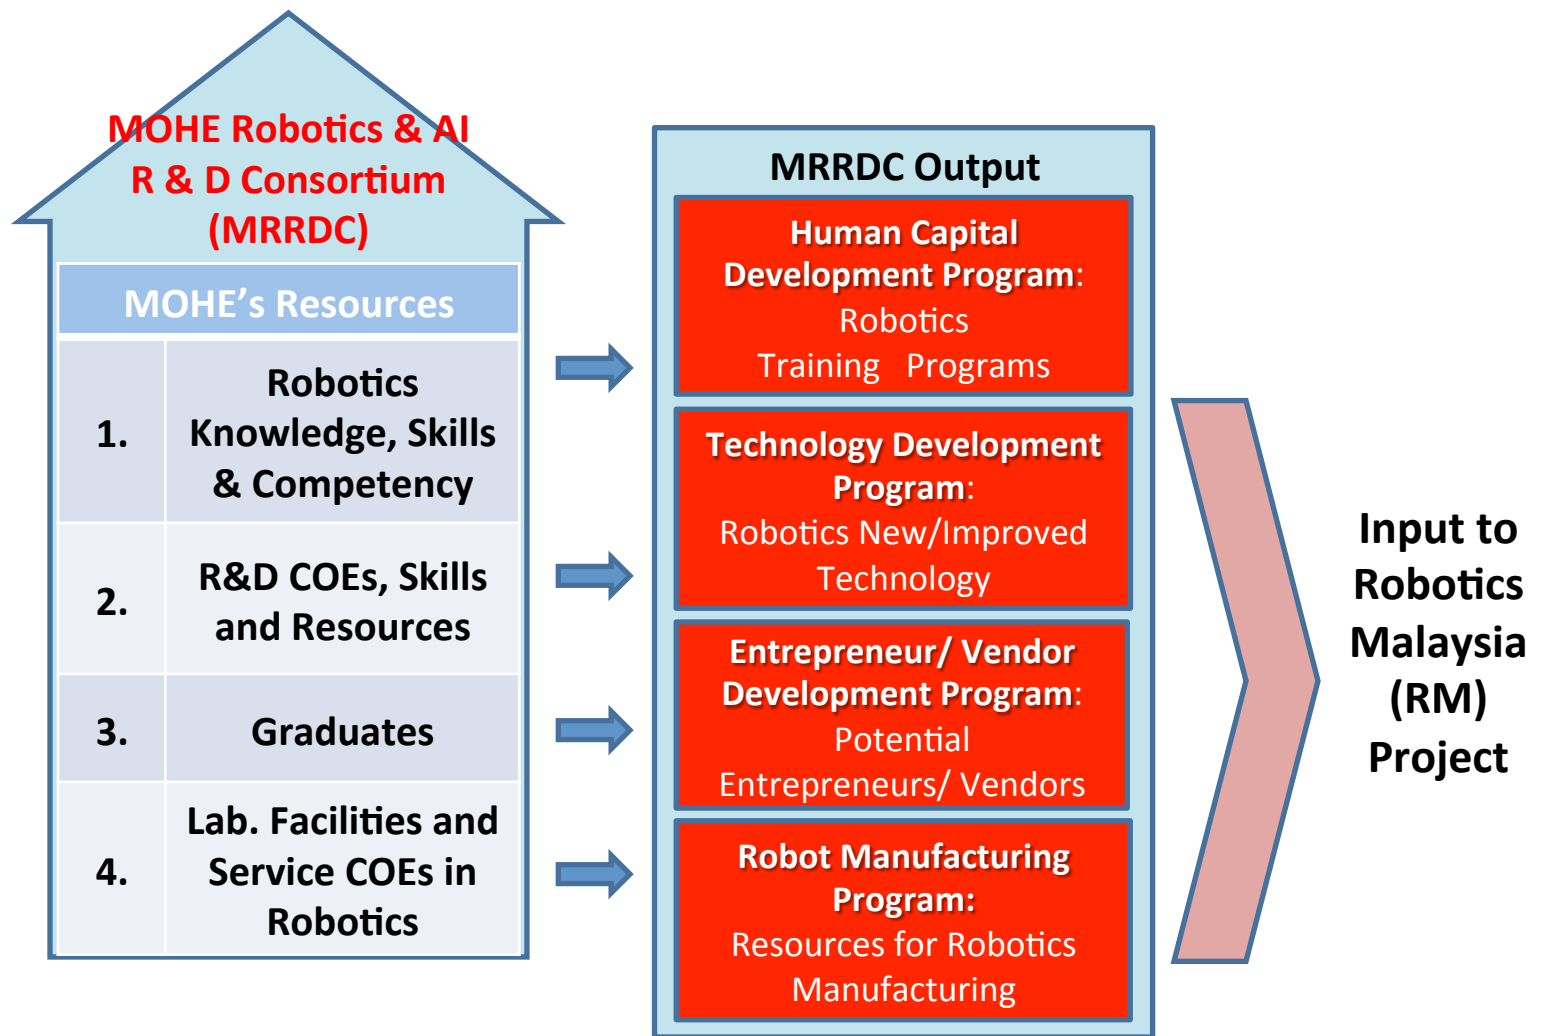 MOHE Robotics & AI
R & D Consortium
(MRRDC)
MOHE’s Resources
1.
Robotics
Knowledge, Skills
& Competency
2.
R&D COEs, Skills
and Resources
3.
Graduates
4.
Lab. Facilities and
Service COEs in
Robotics
MRRDC Output
Human Capital
Development Program:
Robotics
Training Programs
Technology Development
Program:
Robotics New/Improved
Technology
Entrepreneur/ Vendor
Development Program:
Potential
Entrepreneurs/ Vendors
Robot Manufacturing
Program:
Resources for Robotics
Manufacturing
Input to
Robotics
Malaysia
(RM)
Project